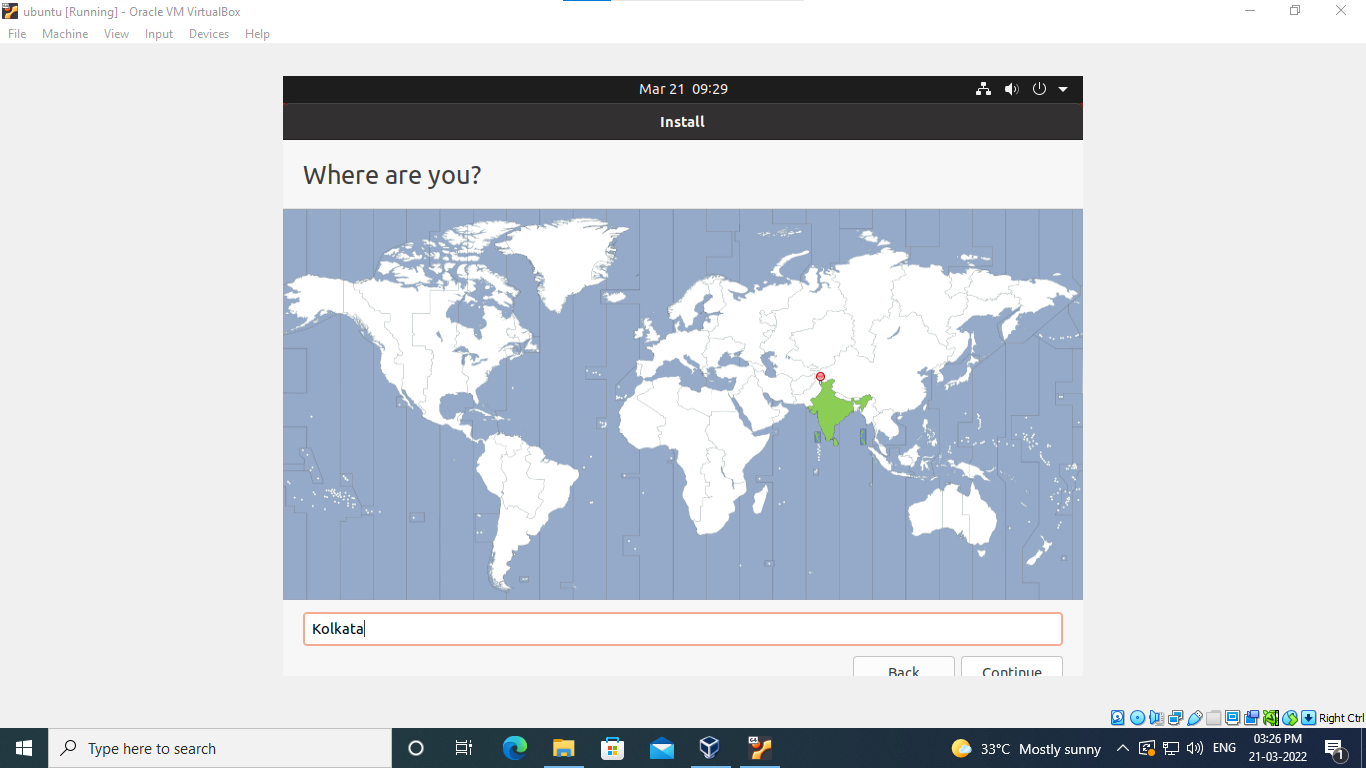 ubuntu [Running] - Oracle VM VirtualBox
File Machine View Input Devices Help
Mar 21 09:29
Install
Where are you?
Kolkata
Back Continue
Right Ctrl
Type here to search
33°C Mostly sunny
ENG
03:26 PM
21-03-2022
1